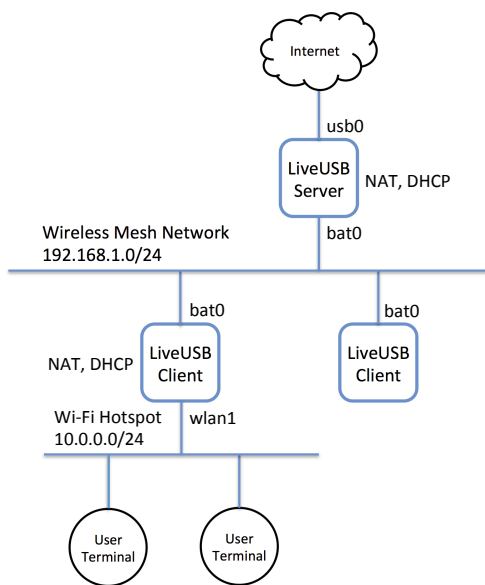 Internet
usb0
LiveUSB
Server
NAT, DHCP
bat0
Wireless Mesh Network
192.168.1.0/24
bat0
bat0
LiveUSB
Client
LiveUSB
Client
NAT, DHCP
Wi-Fi Hotspot
10.0.0.0/24
wlan1
User
Terminal
User
Terminal